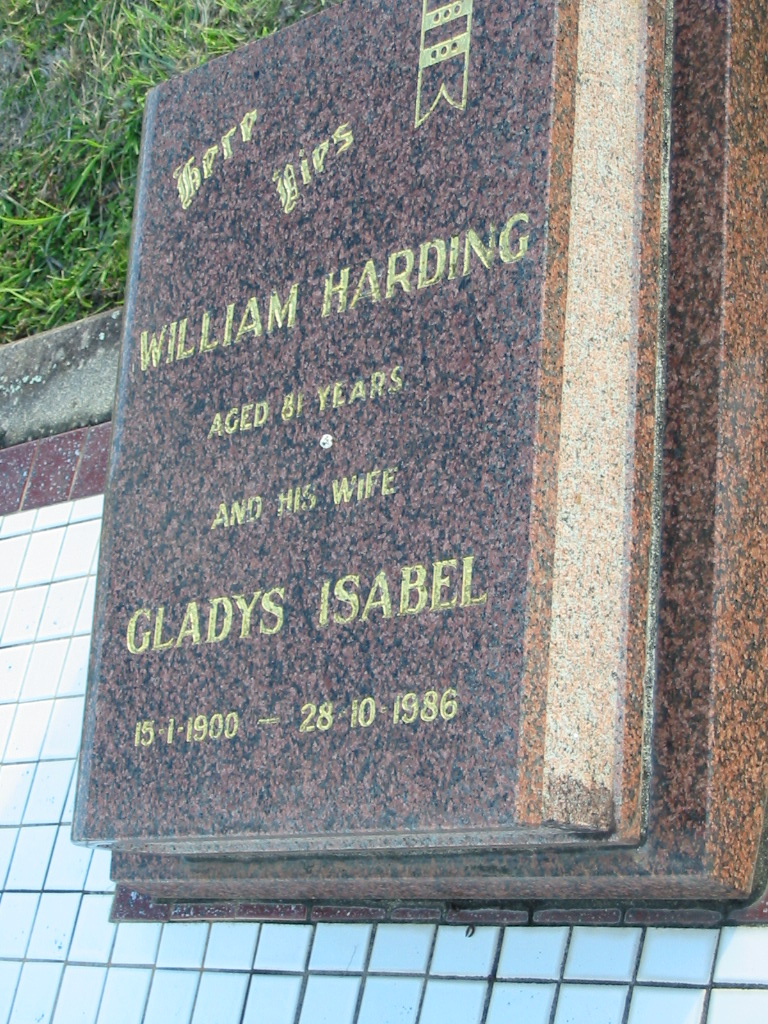 Here
Lies
WILLIAM HARDING
AGED 81 YEARS
AND HIS WIFE
GLADYS ISABEL
15·1·1900 — 28·10·1986